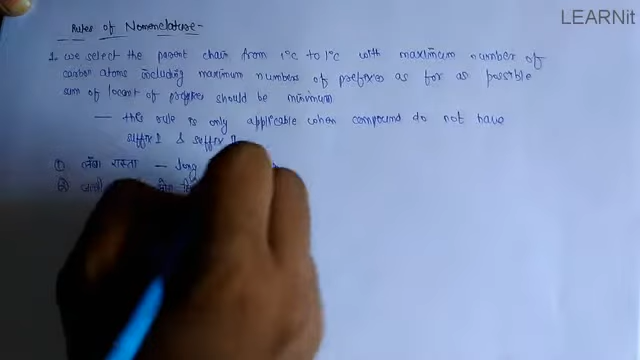 LEARNit
Rules of Nomenclature-
1. we select the parent chain from 1°C to 1°C with maximum number of
carbon atoms including maximum numbers of prefixes as for as possible
sum of locant of prefixes should be minimum
— this rule is only applicable when compound do not have
suffix I & suffix
① लंबा रास्ता — long
②